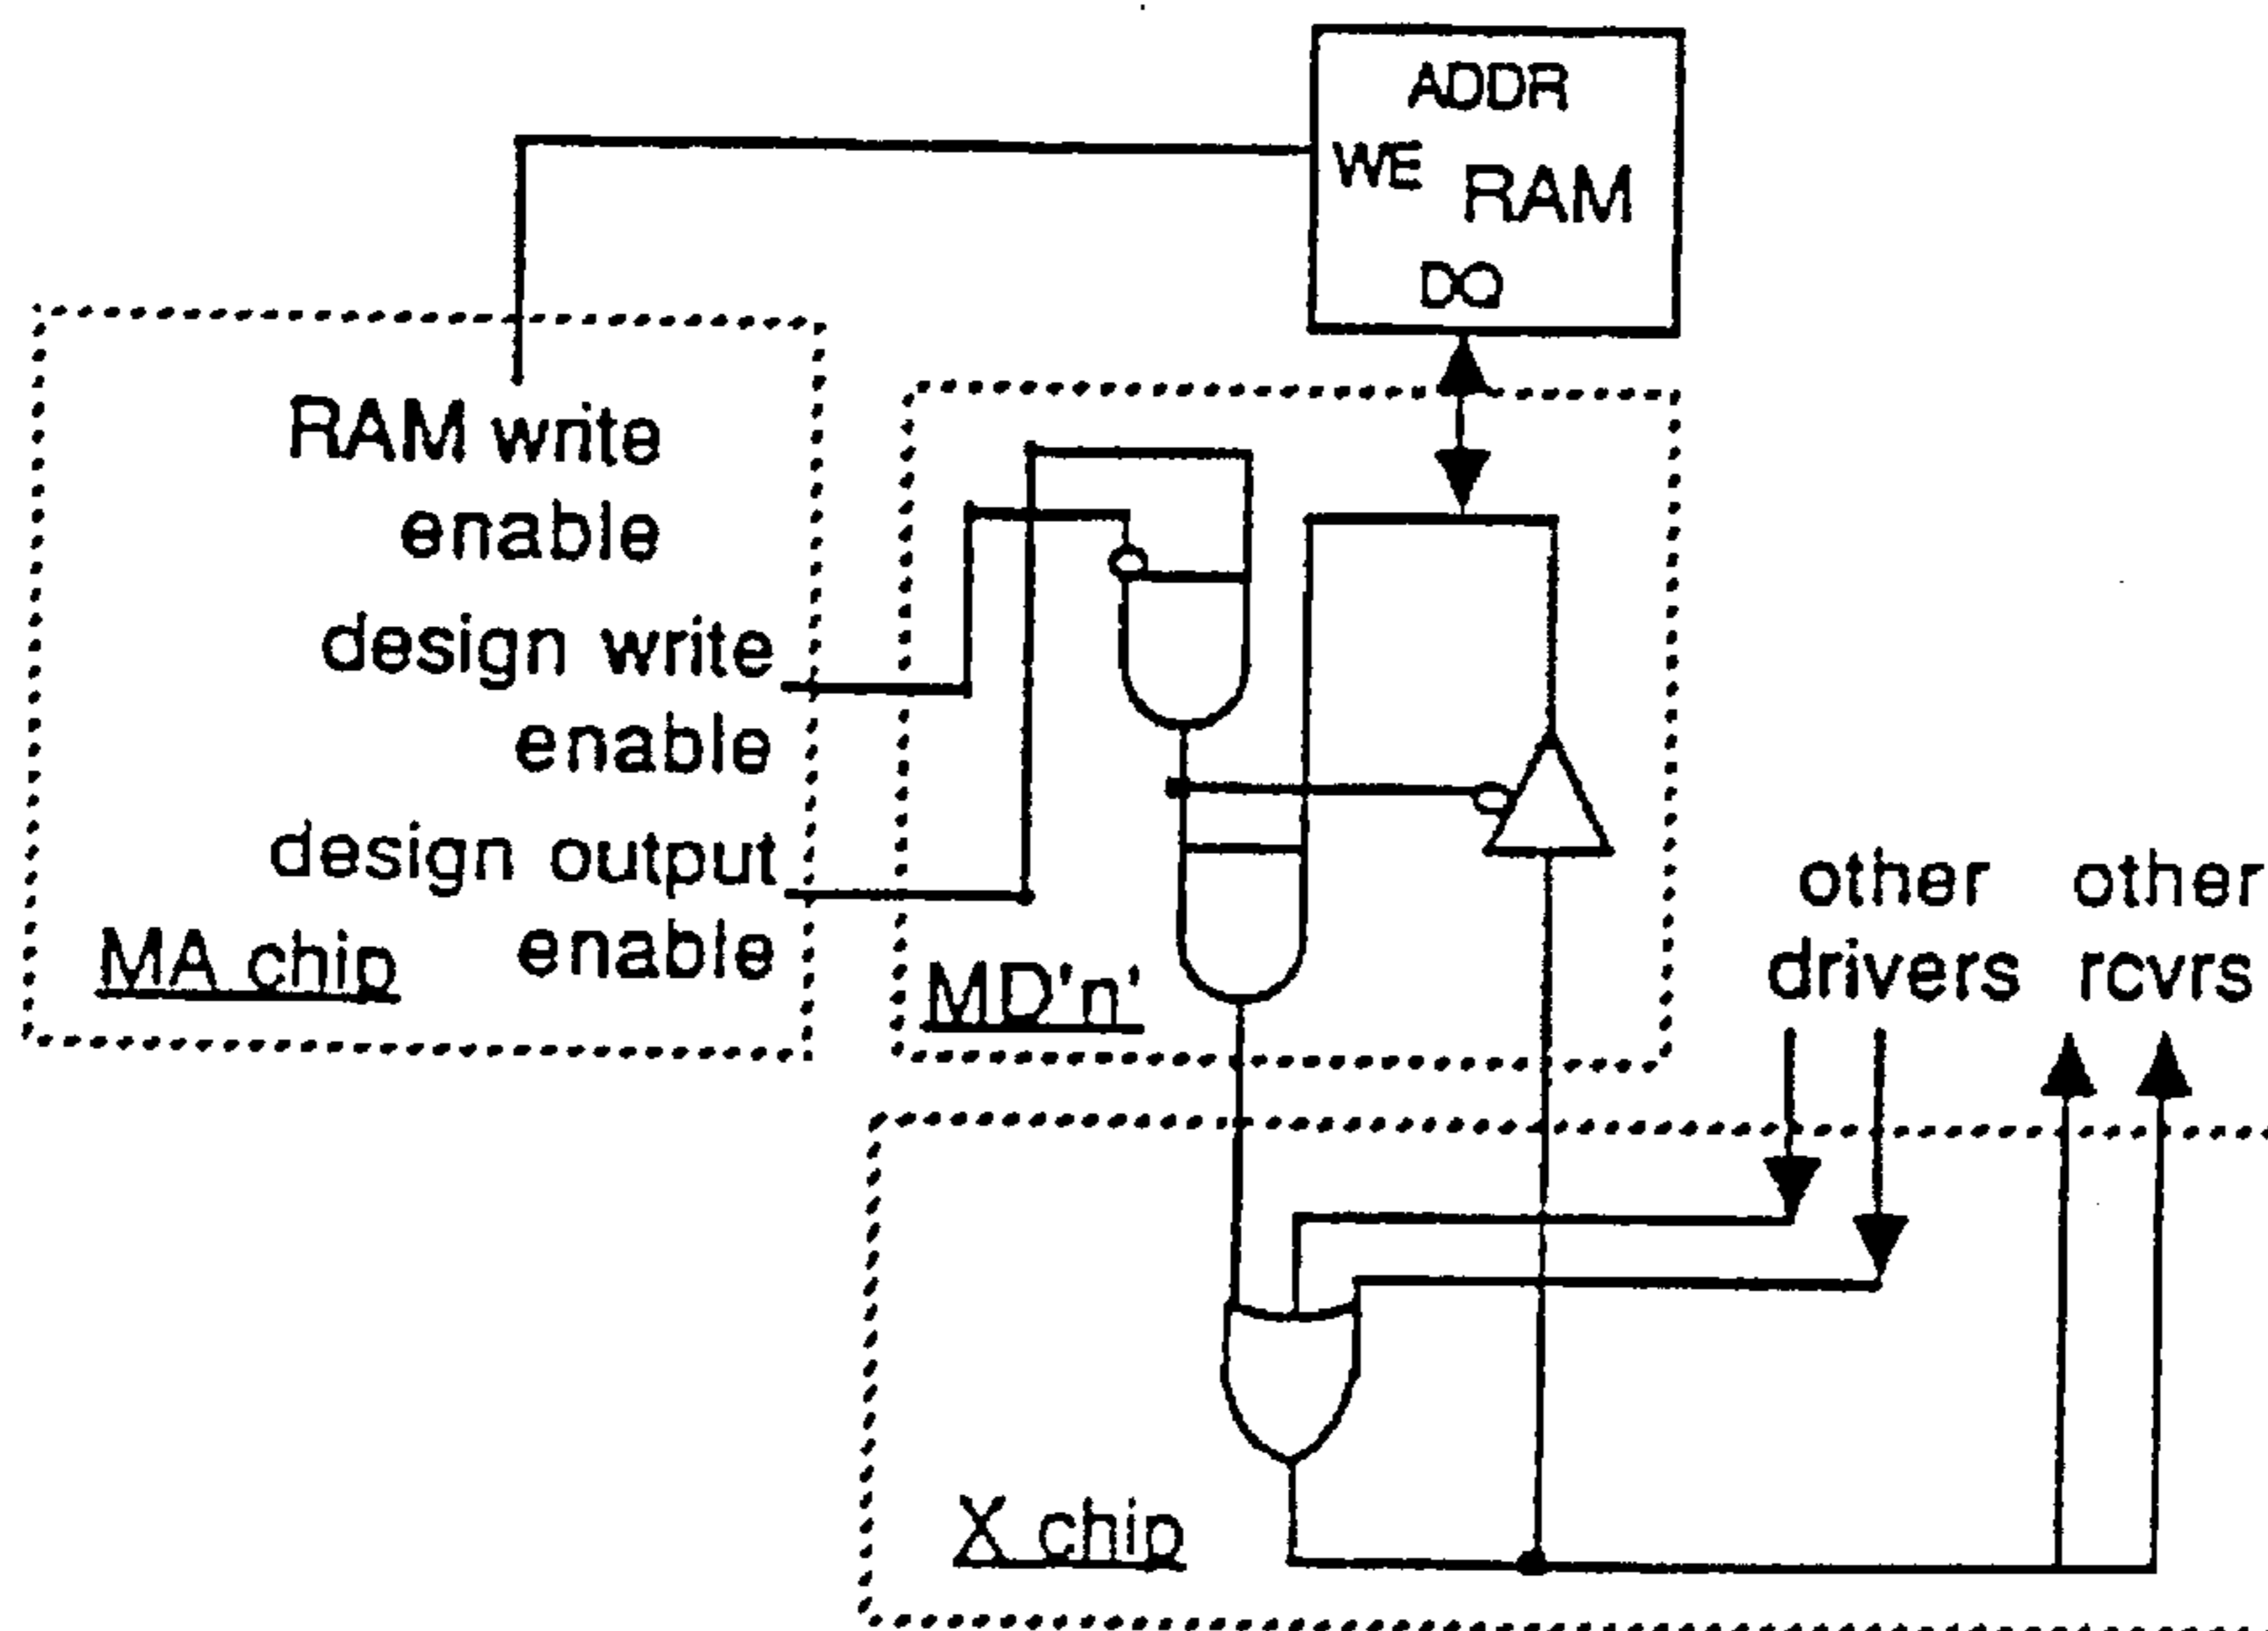 ADDR
WE
RAM
DQ
RAM write
enable
design write
enable
design output
enable
MA chip
MD'n'
other other
drivers rcvrs
X chip